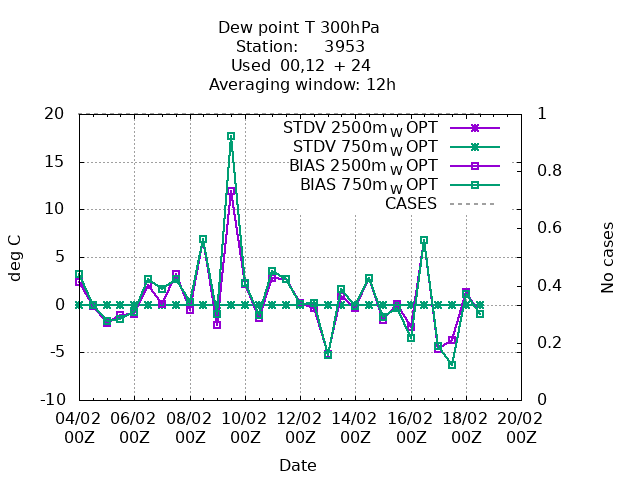 Dew point T 300hPa
Station: 3953
Used 00,12 + 24
Averaging window: 12h
20 1
STDV 2500m W OPT
STDV 750m W OPT
15 0.8
BIAS 2500m W OPT
BIAS 750m W OPT
CASES
10 0.6
5
0.4
0
0.2
-5
-10 0
deg C
No cases
04/02 06/02 08/02 10/02 12/02 14/02 16/02 18/02 20/02
00Z 00Z 00Z 00Z 00Z 00Z 00Z 00Z 00Z
Date